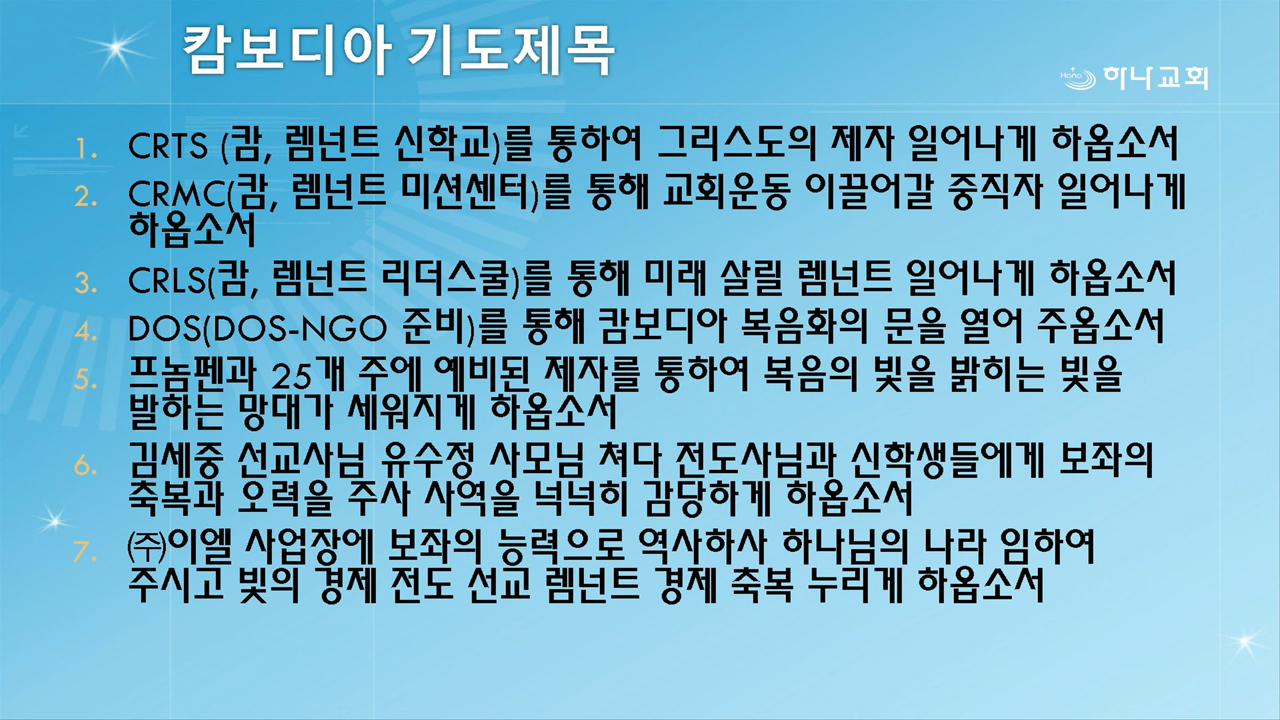 캄보디아 기도제목
Hana 하나교회
1. CRTS (캄, 렘넌트 신학교)를 통하여 그리스도의 제자 일어나게 하옵소서
2. CRMC(캄, 렘넌트 미션센터)를 통해 교회운동 이끌어갈 중직자 일어나게
하옵소서
3. CRLS(캄, 렘넌트 리더스쿨)를 통해 미래 살릴 렘넌트 일어나게 하옵소서
4. DOS(DOS-NGO 준비)를 통해 캄보디아 복음화의 문을 열어 주옵소서
5. 프놈펜과 25개 주에 예비된 제자를 통하여 복음의 빛을 밝히는 빛을
발하는 망대가 세워지게 하옵소서
6. 김세중 선교사님 유수정 사모님 쳐다 전도사님과 신학생들에게 보좌의
축복과 오력을 주사 사역을 넉넉히 감당하게 하옵소서
7. ㈜이엘 사업장에 보좌의 능력으로 역사하사 하나님의 나라 임하여
주시고 빛의 경제 전도 선교 렘넌트 경제 축복 누리게 하옵소서